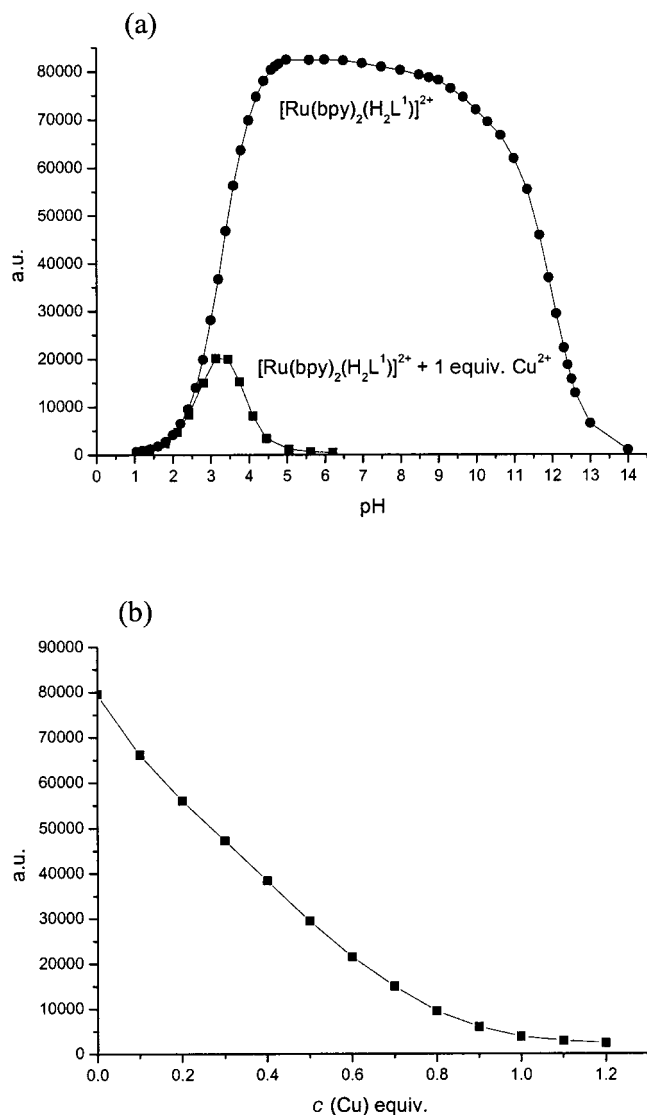 (a)
80000
70000
60000
50000
40000
30000
20000
10000
0
a.u.
[Ru(bpy)₂(H₂L¹)]²⁺
[Ru(bpy)₂(H₂L¹)]²⁺ + 1 equiv. Cu²⁺
0 1 2 3 4 5 6 7 8 9 10 11 12 13 14
pH
(b)
90000
80000
70000
60000
50000
40000
30000
20000
10000
0
a.u.
0.0 0.2 0.4 0.6 0.8 1.0 1.2
c (Cu) equiv.